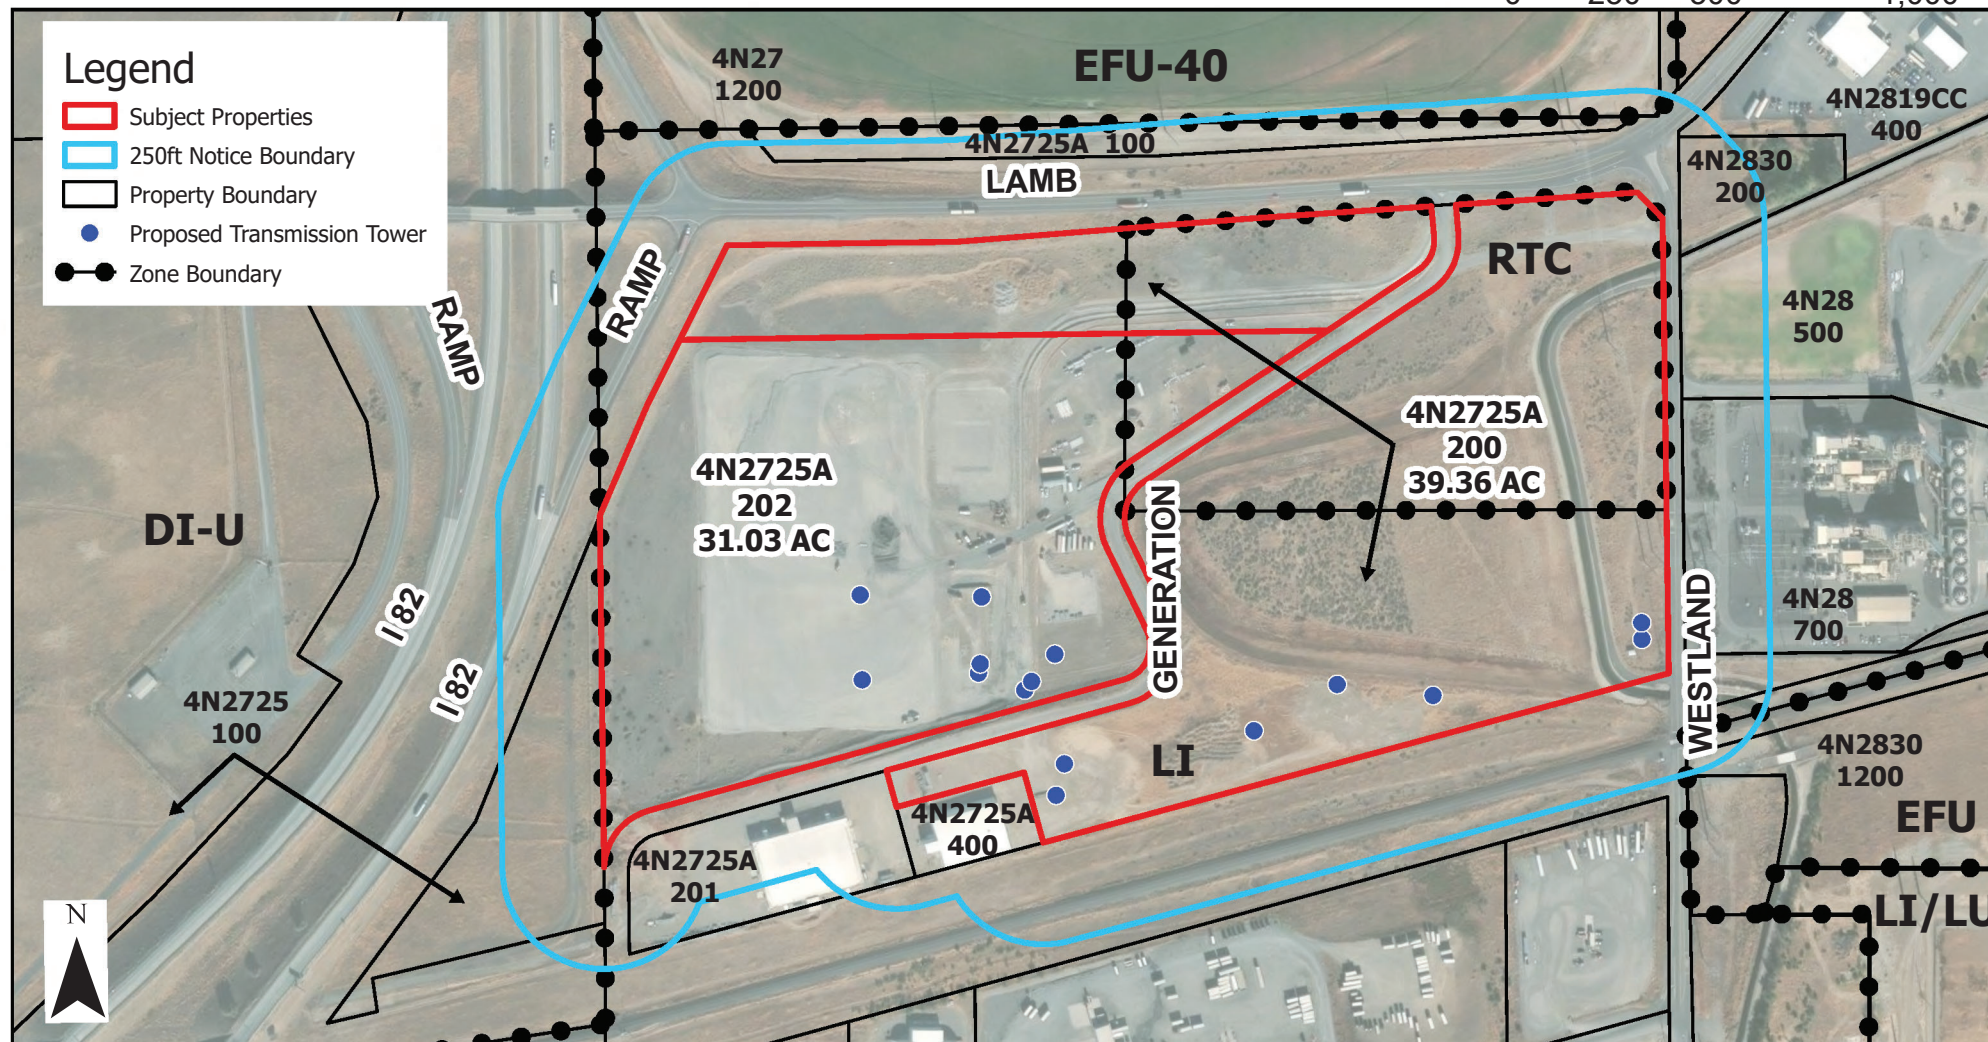 Legend
Subject Properties
250ft Notice Boundary
Property Boundary
Proposed Transmission Tower
Zone Boundary
4N27
1200
EFU-40
4N2819CC
400
4N2725A 100
LAMB
4N2830
200
RTC
RAMP
RAMP
4N28
500
4N2725A
200
39.36 AC
4N2725A
202
31.03 AC
DI-U
GENERATION
I 82
I 82
WESTLAND
4N28
700
4N2725
100
LI
4N2830
1200
4N2725A
400
EFU
4N2725A
201
LI/LU
N